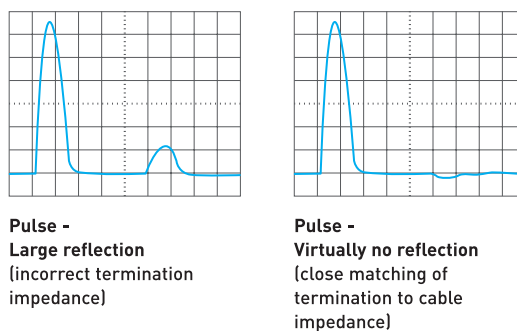 Pulse -
Large reflection
(incorrect termination
impedance)
Pulse -
Virtually no reflection
(close matching of
termination to cable
impedance)